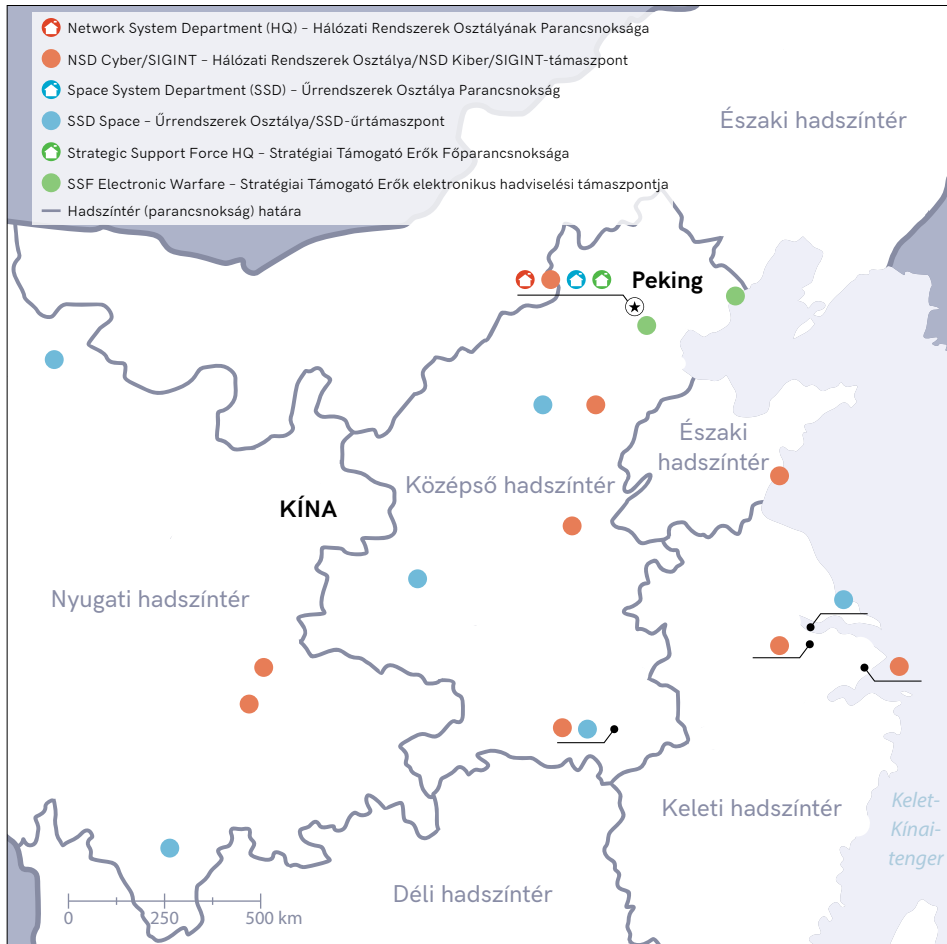 Network System Department (HQ) – Hálózati Rendszerek Osztályának Parancsnoksága
NSD Cyber/SIGINT – Hálózati Rendszerek Osztálya/NSD Kiber/SIGINT-támaszpont
Space System Department (SSD) – Űrrendszerek Osztálya Parancsnokság
SSD Space – Űrrendszerek Osztálya/SSD-űrtámaszpont
Strategic Support Force HQ – Stratégiai Támogató Erők Főparancsnoksága
SSF Electronic Warfare – Stratégiai Támogató Erők elektronikus hadviselési támaszpontja
Hadszíntér (parancsnokság) határa
Északi hadszíntér
Peking
Északi
hadszíntér
Középső hadszíntér
KÍNA
Nyugati hadszíntér
Keleti hadszíntér
Kelet-
Kínai-
tenger
Déli hadszíntér
0 250 500 km